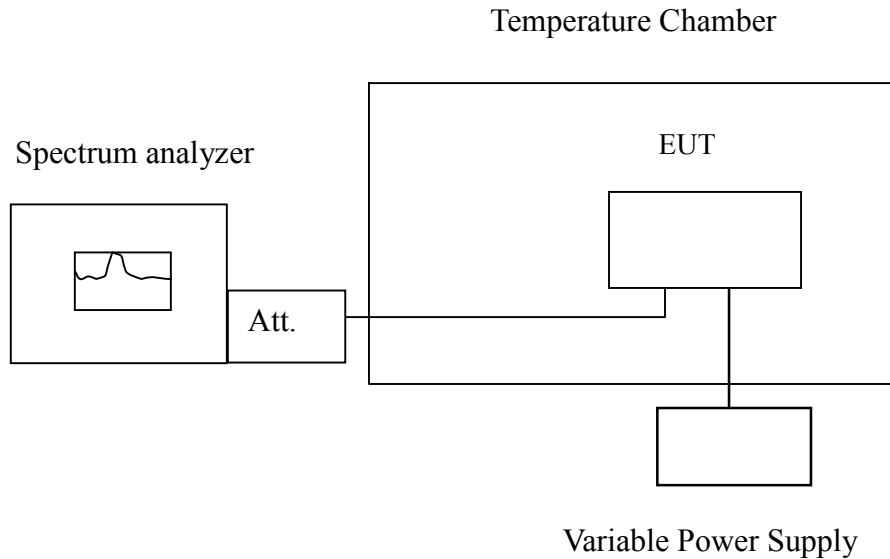 Temperature Chamber
Spectrum analyzer
EUT
Att.
Variable Power Supply